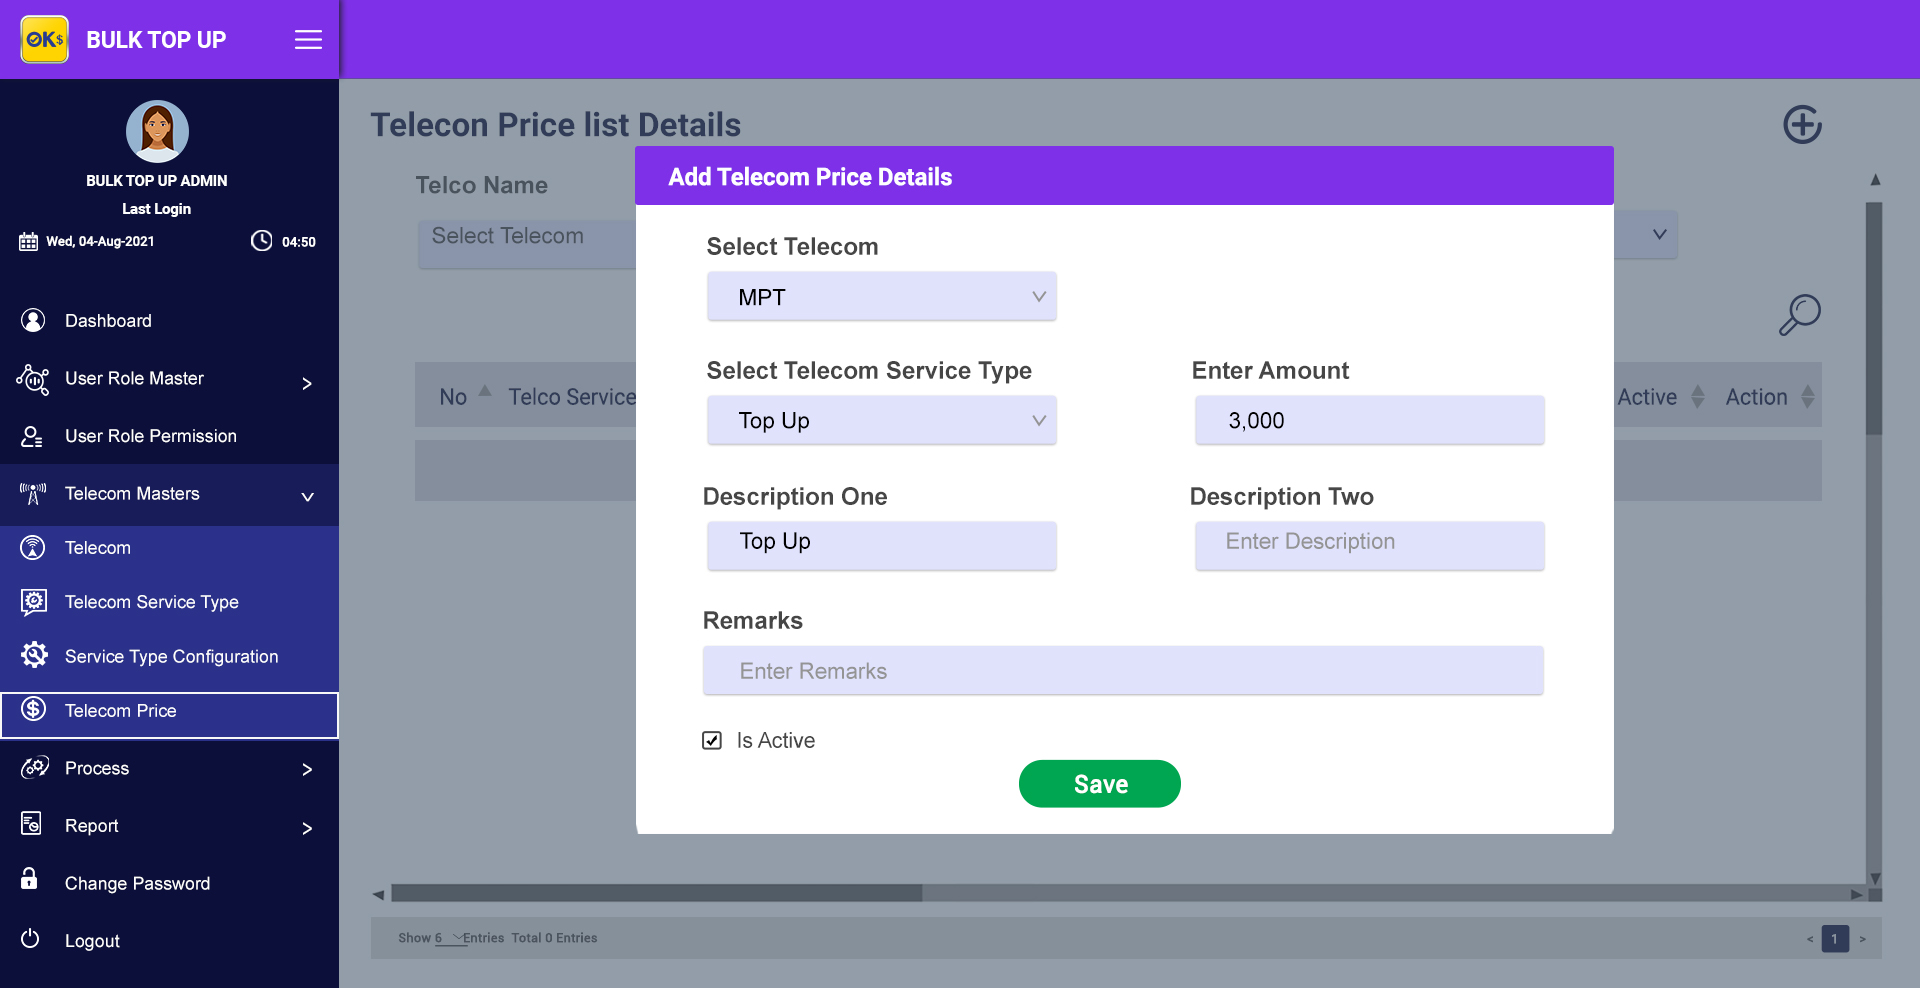 OK$
BULK TOP UP
BULK TOP UP ADMIN
Last Login
Wed, 04-Aug-2021
04:50
Dashboard
User Role Master
User Role Permission
Telecom Masters
Telecom
Telecom Service Type
Service Type Configuration
Telecom Price
Process
Report
Change Password
Logout
Telecon Price list Details
Telco Name
Select Telecom
No
Telco Service
Active
Action
Add Telecom Price Details
Select Telecom
MPT
Select Telecom Service Type
Enter Amount
Top Up
3,000
Description One
Description Two
Top Up
Enter Description
Remarks
Enter Remarks
Is Active
Save
Show 6 Entries Total 0 Entries
< 1 >